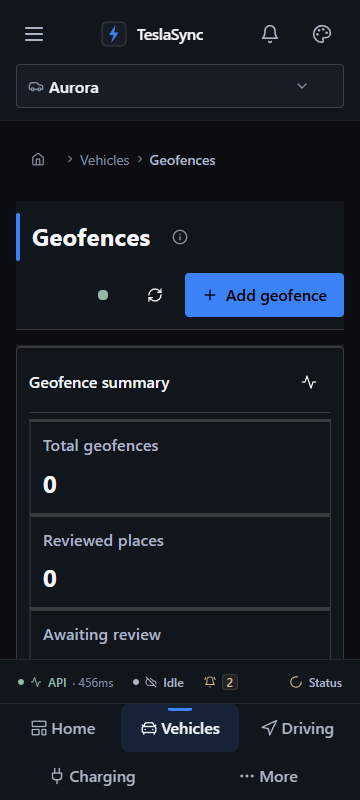 TeslaSync
Aurora
Vehicles
Geofences
Geofences
Add geofence
Geofence summary
Total geofences
0
Reviewed places
0
Awaiting review
API · 456ms
Idle
2
Status
Home
Vehicles
Driving
Charging
More